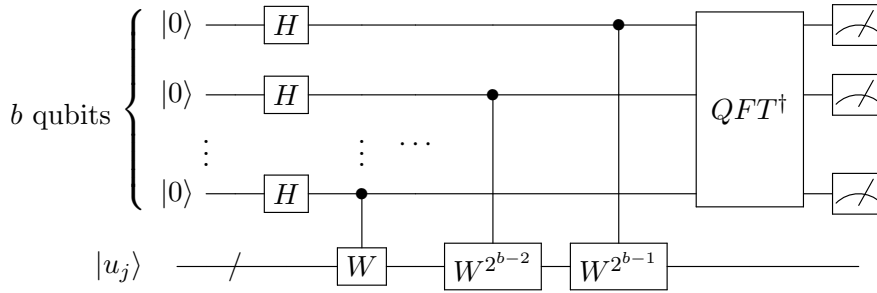 |0⟩ H
|0⟩ H
b qubits QFT†
⋮ ⋮ ⋯
|0⟩ H
|u_j⟩ W W^{2^{b−2}} W^{2^{b−1}}